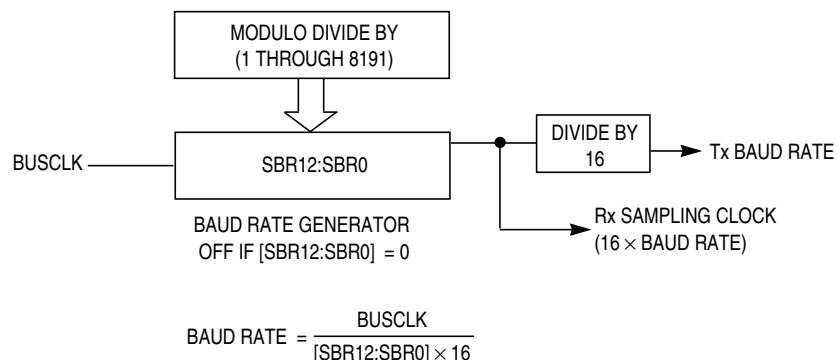 MODULO DIVIDE BY
(1 THROUGH 8191)
BUSCLK
SBR12:SBR0
DIVIDE BY
16
Tx BAUD RATE
BAUD RATE GENERATOR
OFF IF [SBR12:SBR0] = 0
Rx SAMPLING CLOCK
(16 × BAUD RATE)
BAUD RATE = BUSCLK
[SBR12:SBR0] × 16